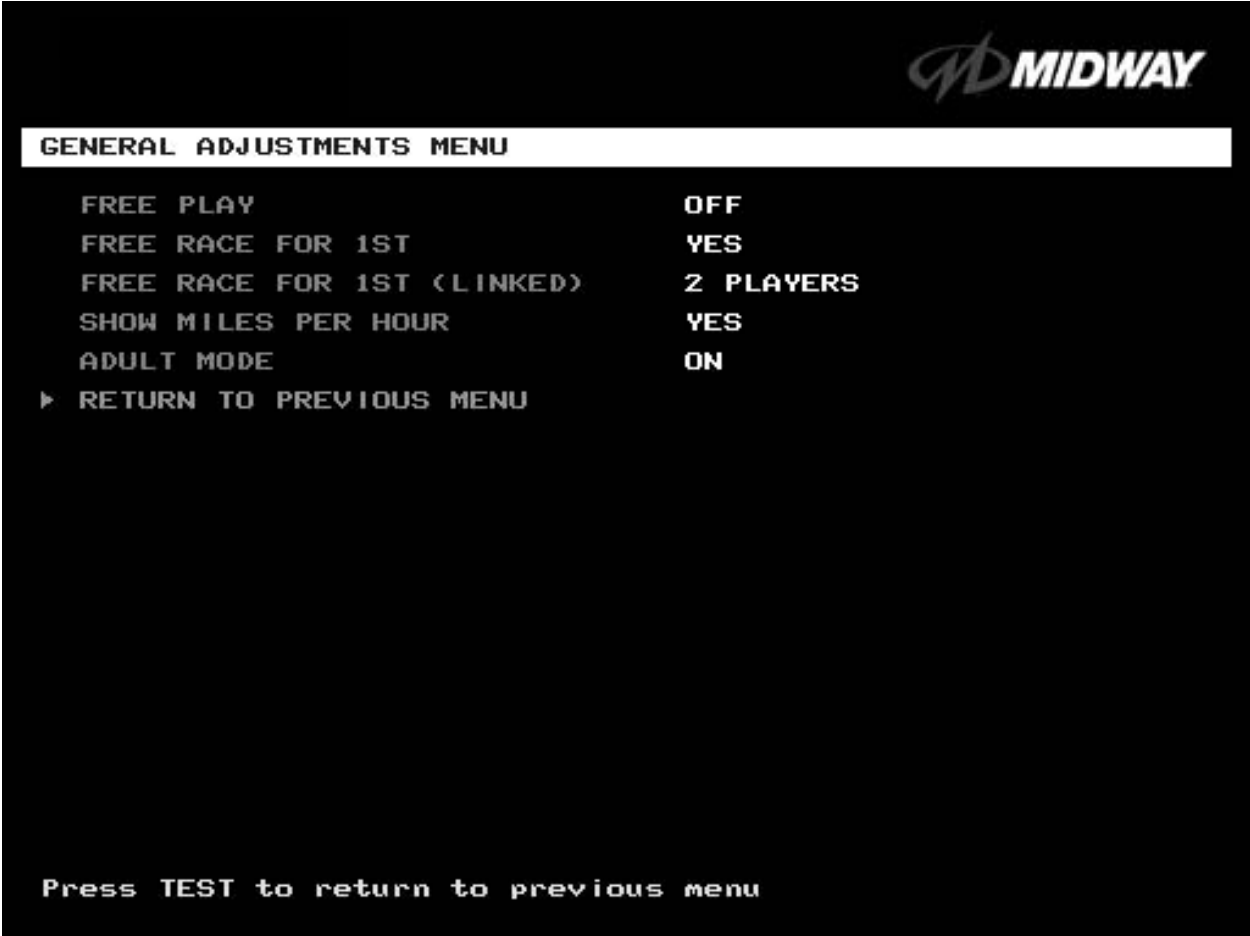 MIDWAY
GENERAL ADJUSTMENTS MENU
FREE PLAY OFF
FREE RACE FOR 1ST YES
FREE RACE FOR 1ST (LINKED) 2 PLAYERS
SHOW MILES PER HOUR YES
ADULT MODE ON
RETURN TO PREVIOUS MENU
Press TEST to return to previous menu